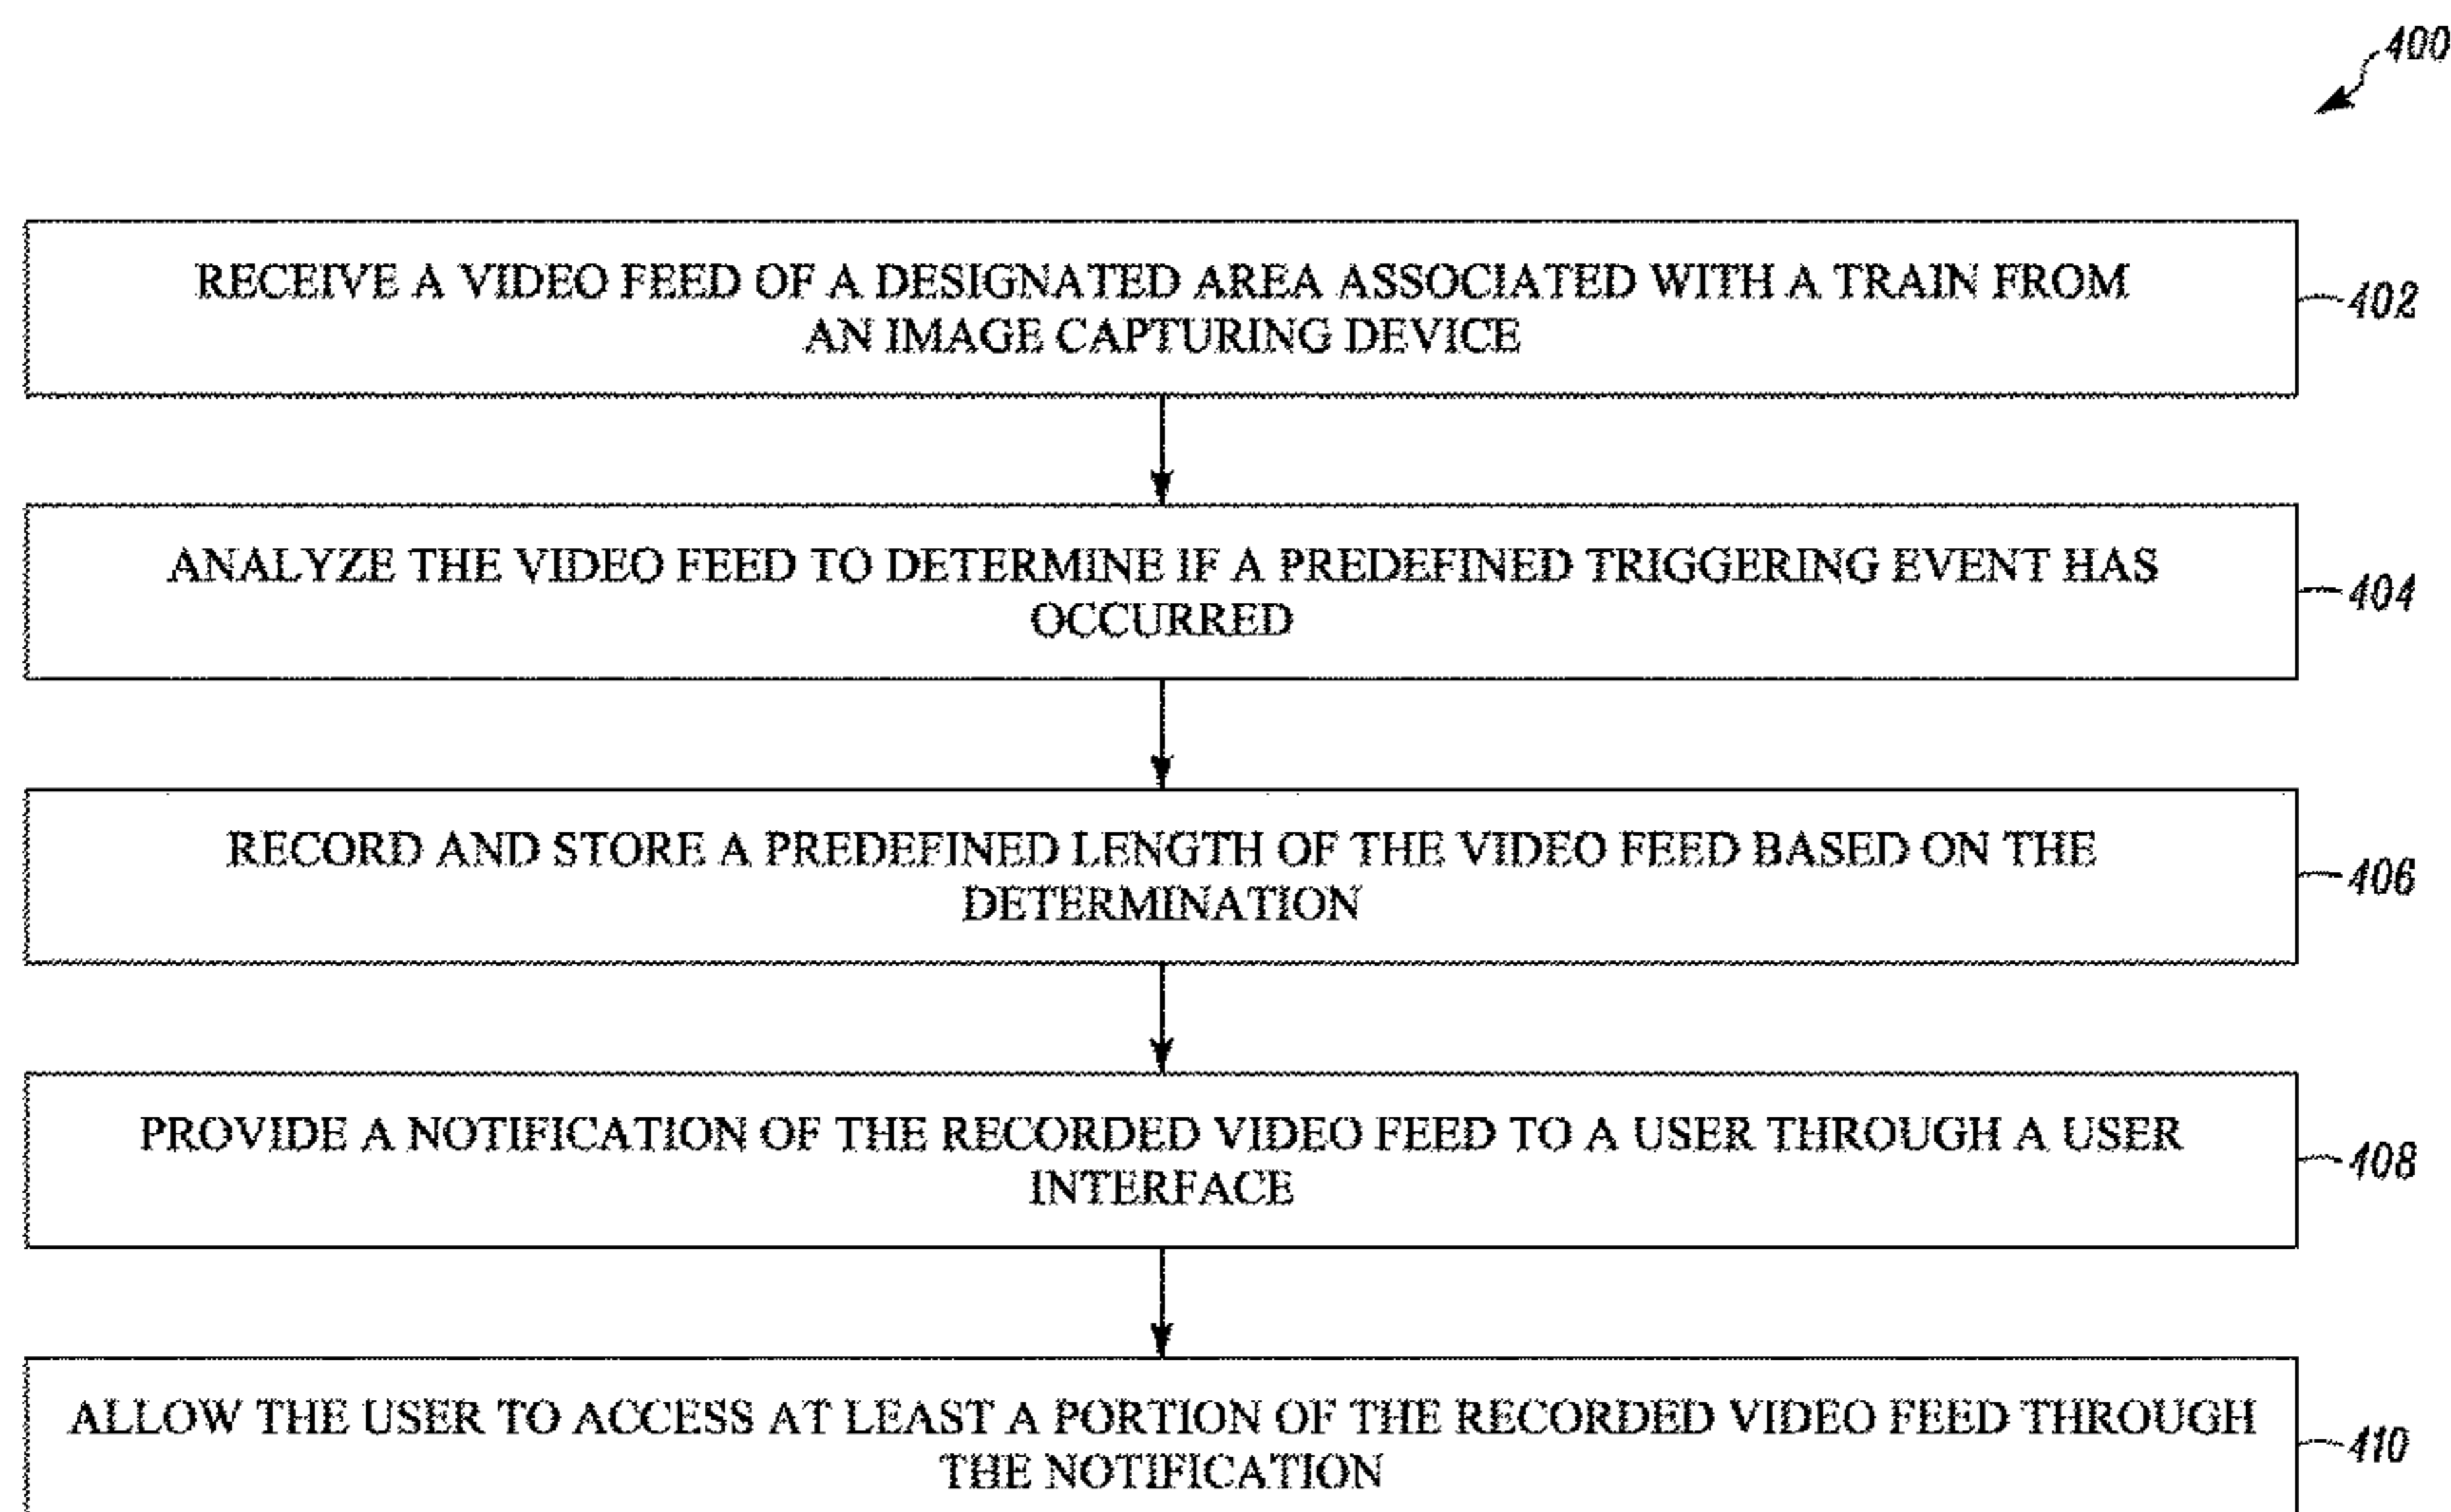 400
RECEIVE A VIDEO FEED OF A DESIGNATED AREA ASSOCIATED WITH A TRAIN FROM
AN IMAGE CAPTURING DEVICE
402
ANALYZE THE VIDEO FEED TO DETERMINE IF A PREDEFINED TRIGGERING EVENT HAS
OCCURRED
404
RECORD AND STORE A PREDEFINED LENGTH OF THE VIDEO FEED BASED ON THE
DETERMINATION
406
PROVIDE A NOTIFICATION OF THE RECORDED VIDEO FEED TO A USER THROUGH A USER
INTERFACE
408
ALLOW THE USER TO ACCESS AT LEAST A PORTION OF THE RECORDED VIDEO FEED THROUGH
THE NOTIFICATION
410